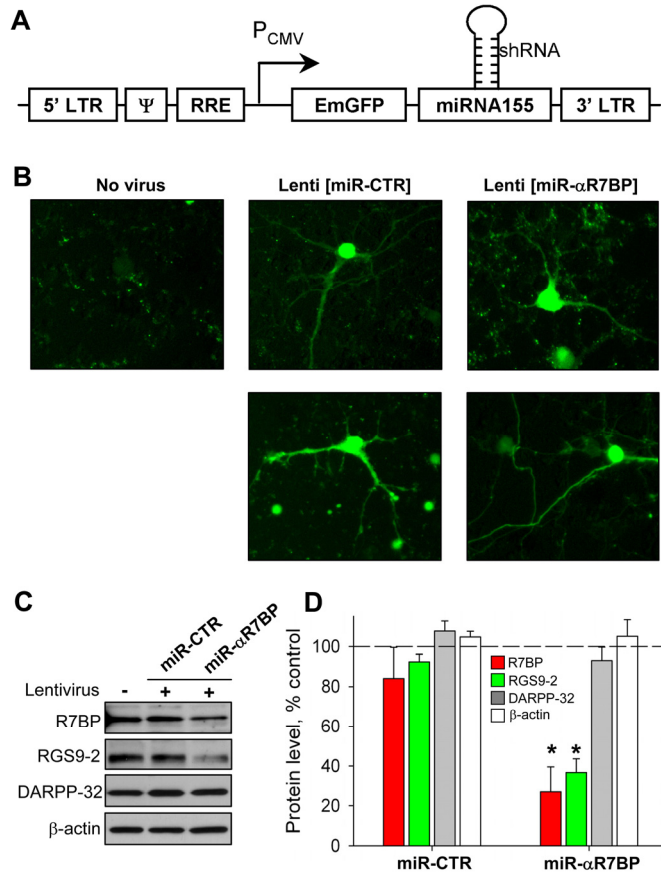 A
P_CMV
shRNA
5' LTR Ψ RRE EmGFP miRNA155 3' LTR
B
No virus Lenti [miR-CTR] Lenti [miR-αR7BP]
C
miR-CTR
miR-αR7BP
Lentivirus - + +
R7BP
RGS9-2
DARPP-32
β-actin
D
Protein level, % control
100
80
60
40
20
0
R7BP
RGS9-2
DARPP-32
β-actin
* *
miR-CTR miR-αR7BP